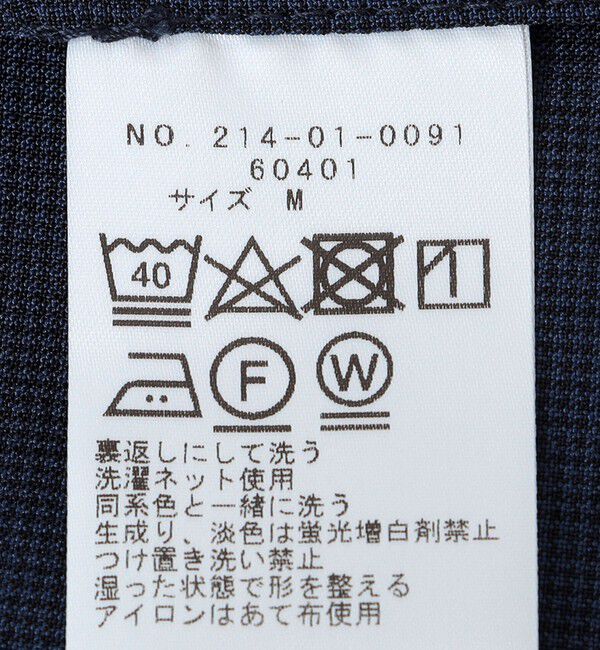 NO. 214-01-0091
60401
サイズ M
40
F W
裏返しにして洗う
洗濯ネット使用
同系色と一緒に洗う
生成り、淡色は蛍光増白剤禁止
つけ置き洗い禁止
湿った状態で形を整える
アイロンはあて布使用